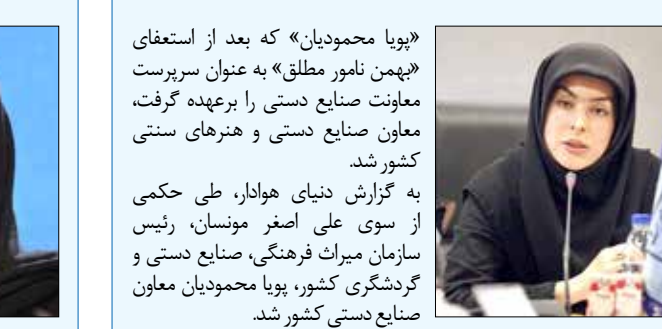 «پویا محمودیان» که بعد از استعفای
«بهمن نامور مطلق» به عنوان سرپرست
معاونت صنایع دستی را برعهده گرفت،
معاون صنایع دستی و هنرهای سنتی
کشور شد.
به گزارش دنیای هوادار، طی حکمی
از سوی علی اصغر مونسان، رئیس
سازمان میراث فرهنگی، صنایع دستی و
گردشگری کشور، پویا محمودیان معاون
صنایع دستی کشور شد.